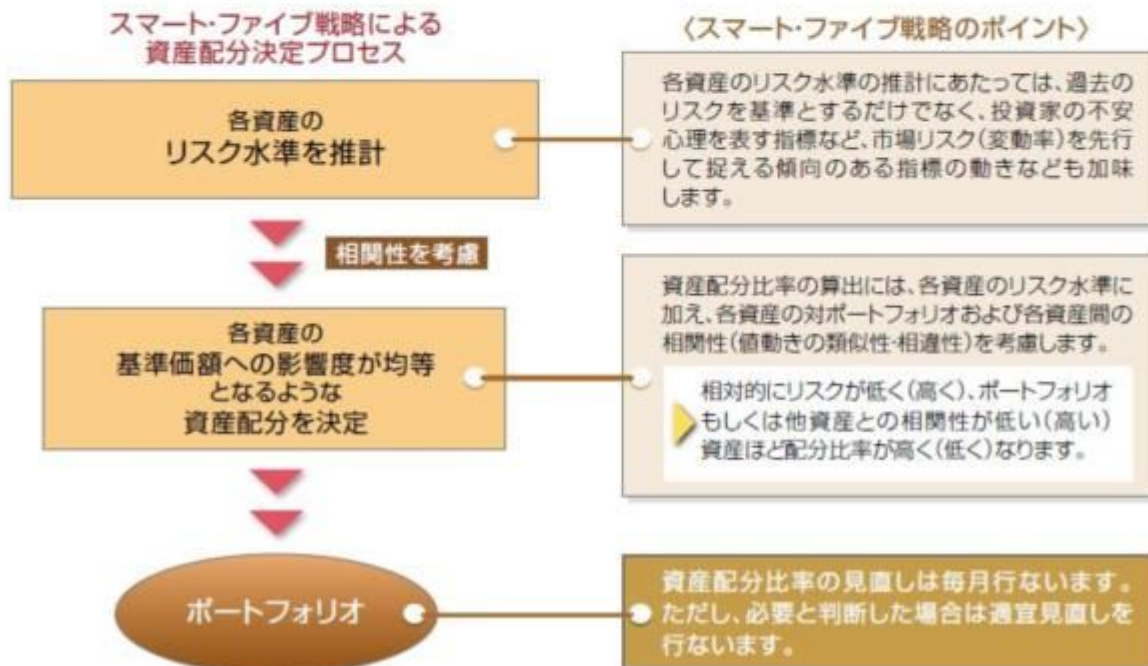 スマート・ファイブ戦略による
資産配分決定プロセス
〈スマート・ファイブ戦略のポイント〉
各資産の
リスク水準を推計
各資産のリスク水準の推計にあたっては、過去の
リスクを基準とするだけでなく、投資家の不安
心理を表す指標など、市場リスク(変動率)を先行
して捉える傾向のある指標の動きなども加味
します。
相関性を考慮
各資産の
基準価額への影響度が均等
となるような
資産配分を決定
資産配分比率の算出には、各資産のリスク水準に
加え、各資産の対ポートフォリオおよび各資産間の
相関性(値動きの類似性・相違性)を考慮します。
相対的にリスクが低く(高く)、ポートフォリオ
もしくは他資産との相関性が低い(高い)
資産ほど配分比率が高く(低く)なります。
ポートフォリオ
資産配分比率の見直しは毎月行ないます。
ただし、必要と判断した場合は適宜見直しを
行ないます。